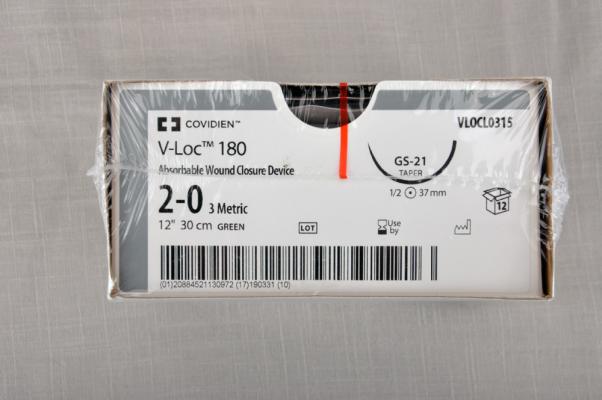 COVIDIEN™
VLOCL0315
V-Loc™ 180
Absorbable Wound Closure Device
GS-21
TAPER
2-0 3 Metric
1/2 37 mm
12
12" 30 cm GREEN
LOT
Use by
(01)20884521130972 (17)190331 (10)